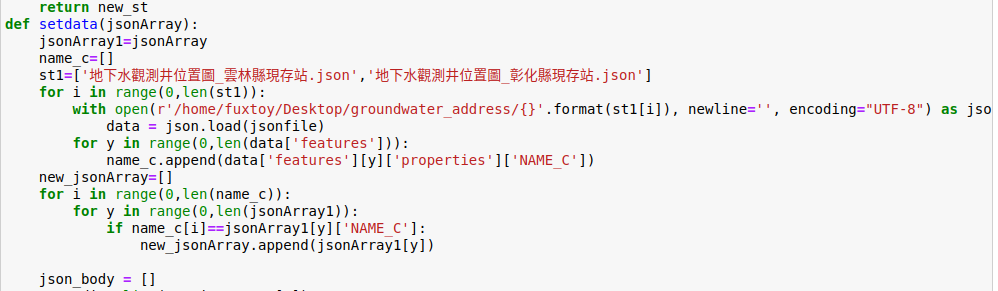 return new_st
def setdata(jsonArray):
    jsonArray1=jsonArray
    name_c=[]
    st1=['地下水觀測井位置圖_雲林縣現存站.json','地下水觀測井位置圖_彰化縣現存站.json']
    for i in range(0,len(st1)):
        with open(r'/home/fuxtoy/Desktop/groundwater_address/{}'.format(st1[i]), newline='', encoding="UTF-8") as jso
            data = json.load(jsonfile)
        for y in range(0,len(data['features'])):
            name_c.append(data['features'][y]['properties']['NAME_C'])
    new_jsonArray=[]
    for i in range(0,len(name_c)):
        for y in range(0,len(jsonArray1)):
            if name_c[i]==jsonArray1[y]['NAME_C']:
                new_jsonArray.append(jsonArray1[y])
    json_body = []